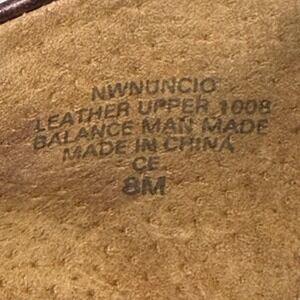 NWNUNCIO
LEATHER UPPER 1008
BALANCE MAN MADE
MADE IN CHINA
CE
8M